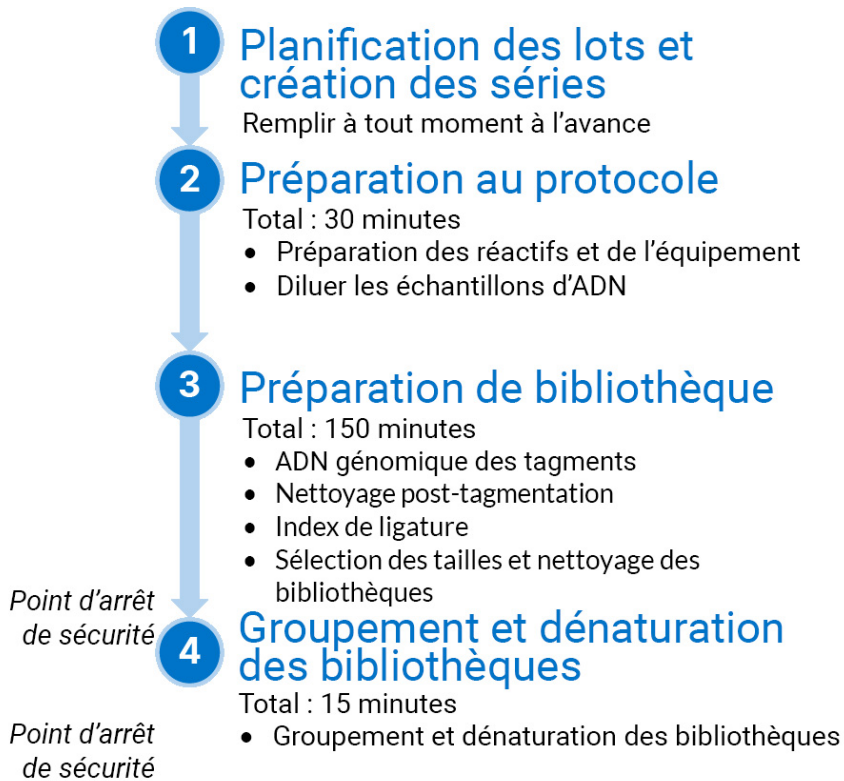 1
Planification des lots et
création des séries
Remplir à tout moment à l'avance
2
Préparation au protocole
Total : 30 minutes
• Préparation des réactifs et de l'équipement
• Diluer les échantillons d'ADN
3
Préparation de bibliothèque
Total : 150 minutes
• ADN génomique des tagments
• Nettoyage post-tagmentation
• Index de ligature
• Sélection des tailles et nettoyage des
bibliothèques
Point d'arrêt
de sécurité
4
Groupement et dénaturation
des bibliothèques
Total : 15 minutes
• Groupement et dénaturation des bibliothèques
Point d'arrêt
de sécurité